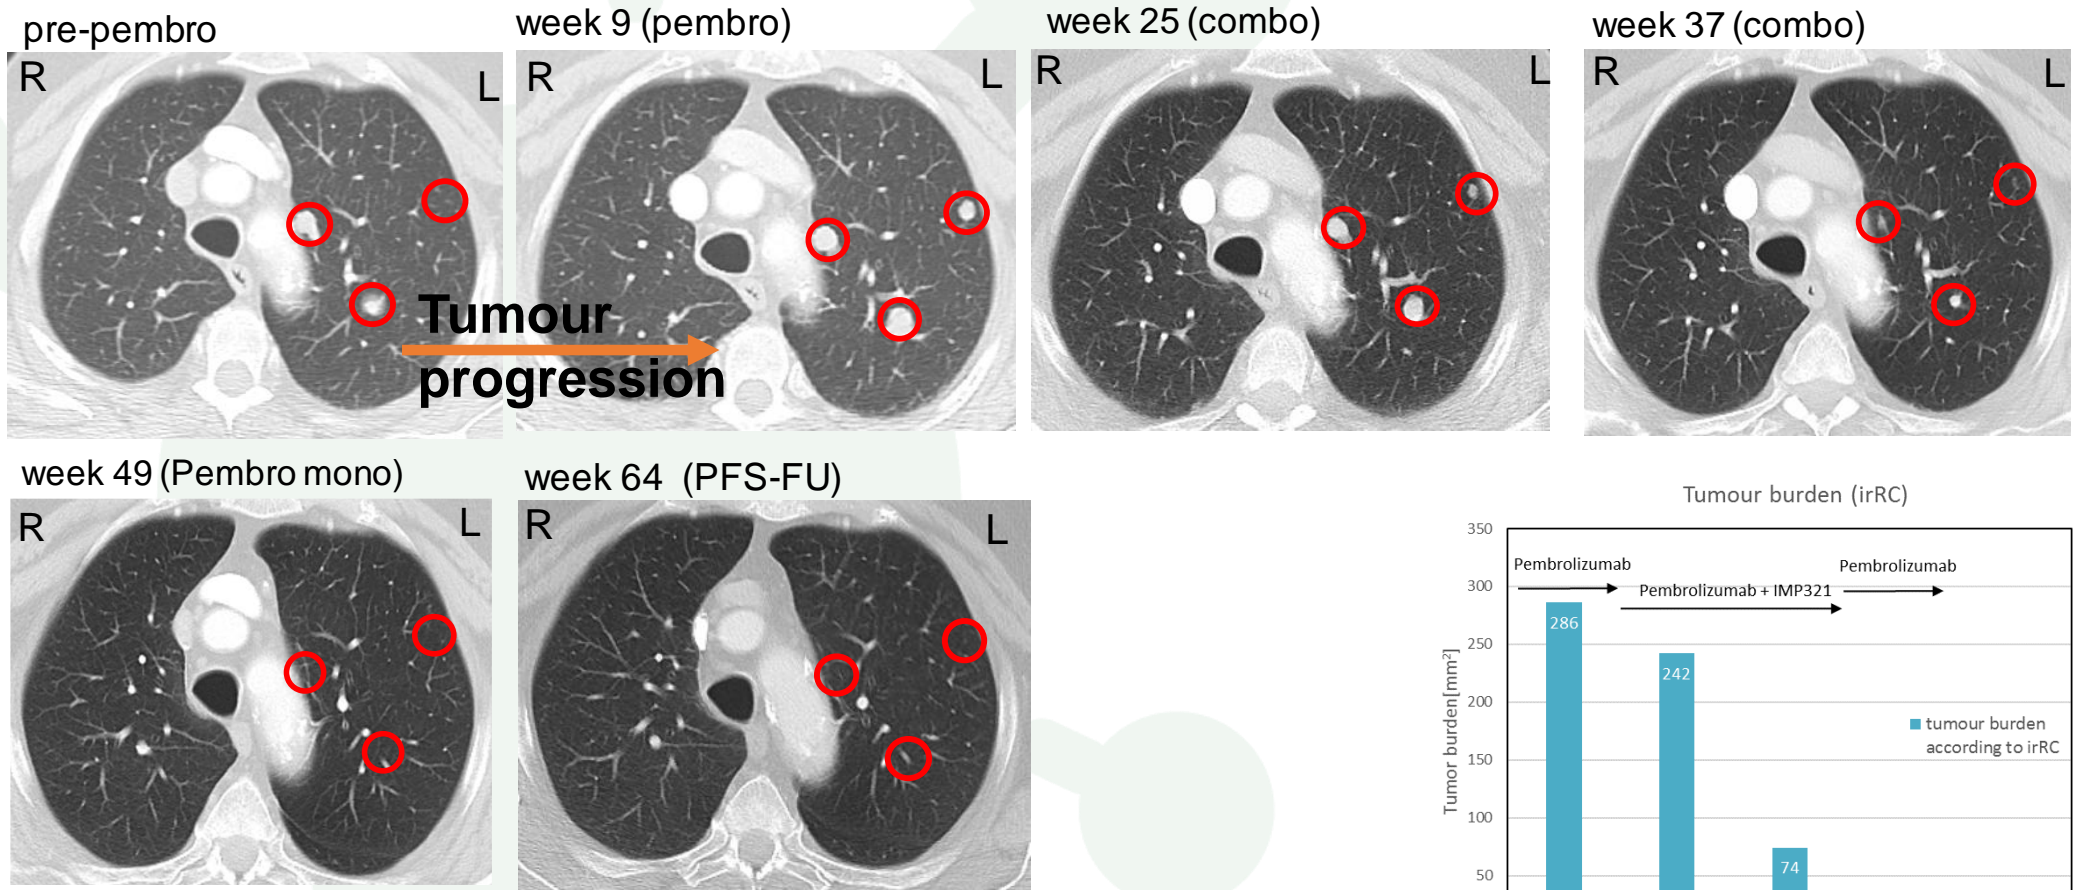 pre-pembro
week 9 (pembro)
week 25 (combo)
week 37 (combo)
R
L
R
L
R
L
R
L
Tumour
progression
week 49 (Pembro mono)
week 64 (PFS-FU)
R
L
R
L
Tumour burden (irRC)
350
300
250
200
150
100
50
Tumor burden[mm²]
Pembrolizumab
Pembrolizumab + IMP321
Pembrolizumab
286
242
74
tumour burden
according to irRC